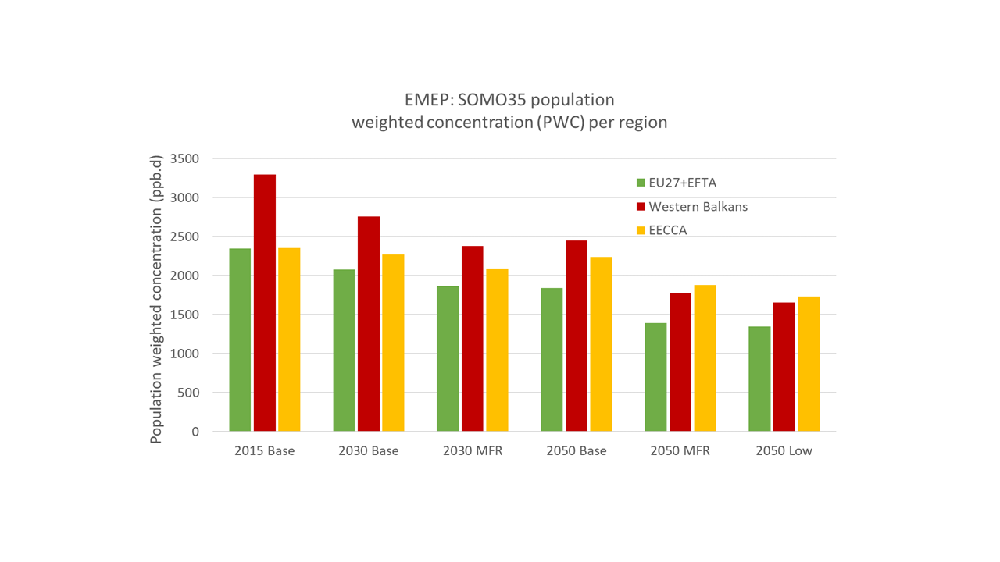 EMEP: SOMO35 population
weighted concentration (PWC) per region
Population weighted concentration (ppb.d)
3500
3000
2500
2000
1500
1000
500
0
EU27+EFTA
Western Balkans
EECCA
2015 Base
2030 Base
2030 MFR
2050 Base
2050 MFR
2050 Low